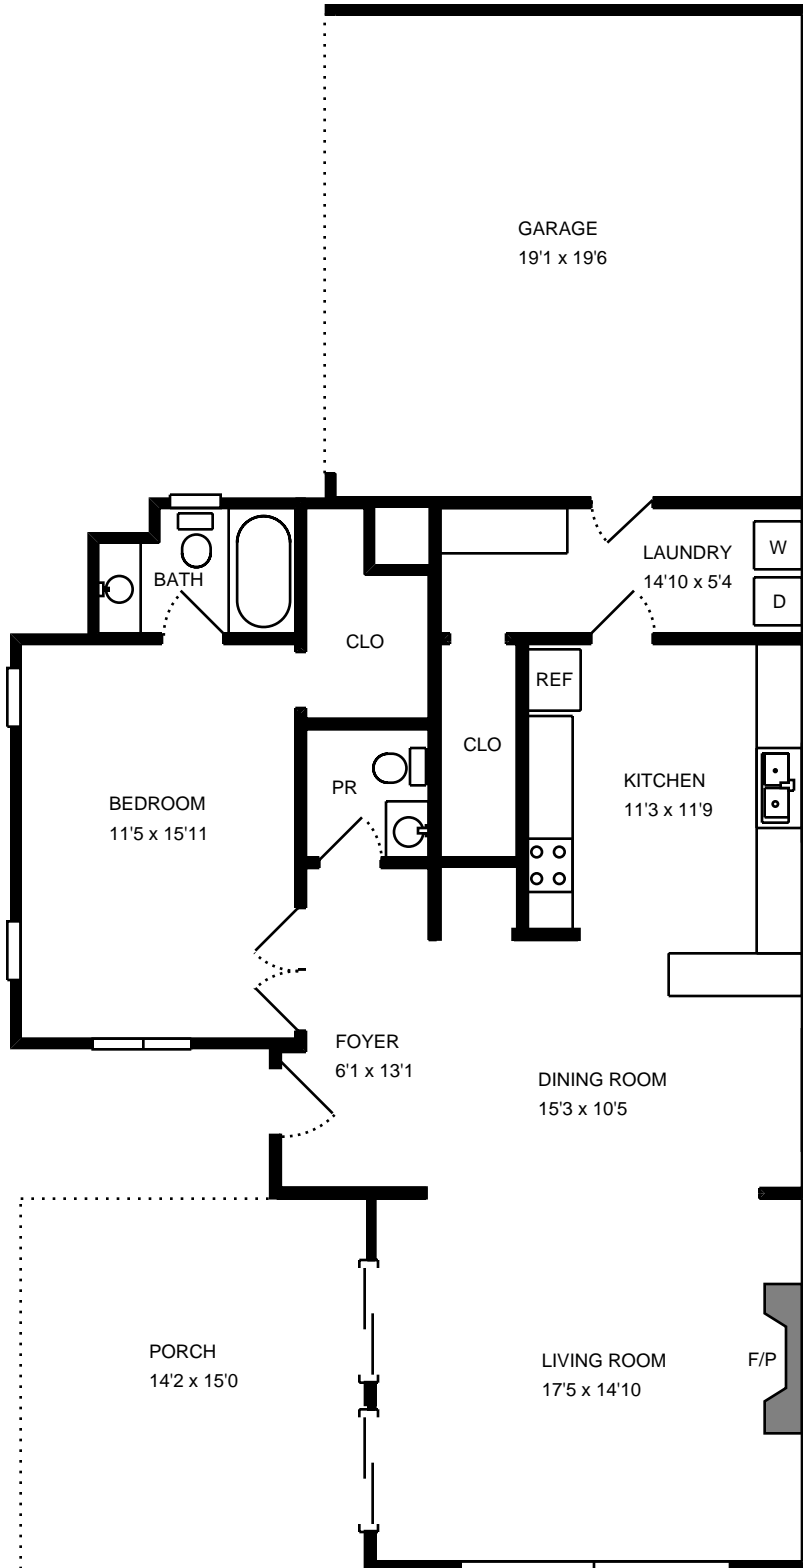 GARAGE
19'1 x 19'6
LAUNDRY
14'10 x 5'4
W
D
BATH
CLO
REF
CLO
KITCHEN
11'3 x 11'9
PR
BEDROOM
11'5 x 15'11
FOYER
6'1 x 13'1
DINING ROOM
15'3 x 10'5
PORCH
14'2 x 15'0
LIVING ROOM
17'5 x 14'10
F/P